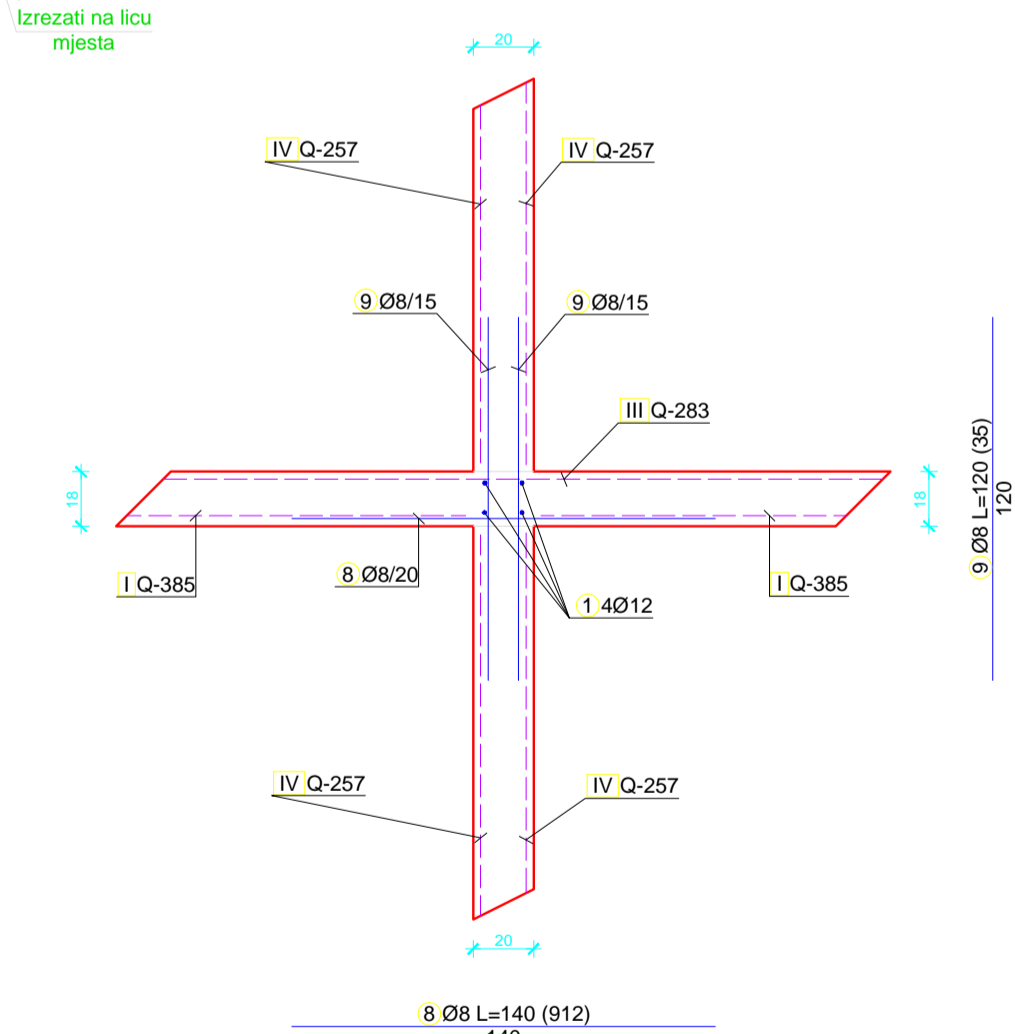 Izrezati na licu
mjesta
20
IV Q-257
IV Q-257
9 Ø8/15
9 Ø8/15
III Q-283
18
18
I Q-385
8 Ø8/20
I Q-385
1 4Ø12
9 Ø8 L=120 (35)
120
IV Q-257
IV Q-257
20
8 Ø8 L=140 (912)
140